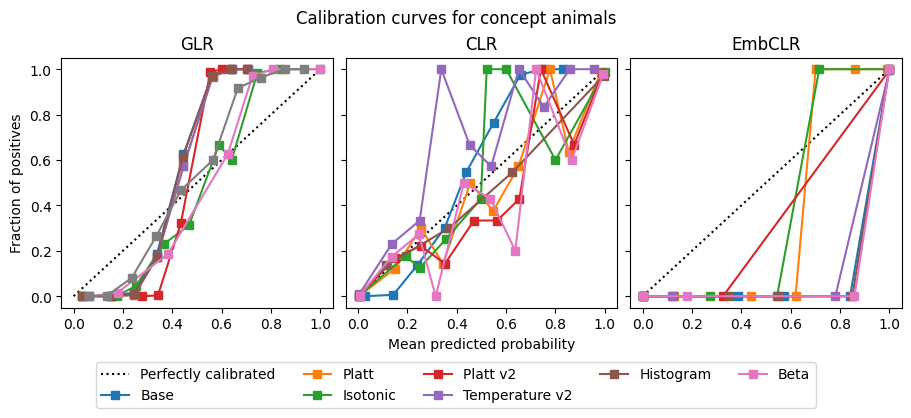 Calibration curves for concept animals
GLR
CLR
EmbCLR
Fraction of positives
1.0
0.8
0.6
0.4
0.2
0.0
0.0 0.2 0.4 0.6 0.8 1.0
0.0 0.2 0.4 0.6 0.8 1.0
0.0 0.2 0.4 0.6 0.8 1.0
Mean predicted probability
Perfectly calibrated
Base
Platt
Isotonic
Platt v2
Temperature v2
Histogram
Beta